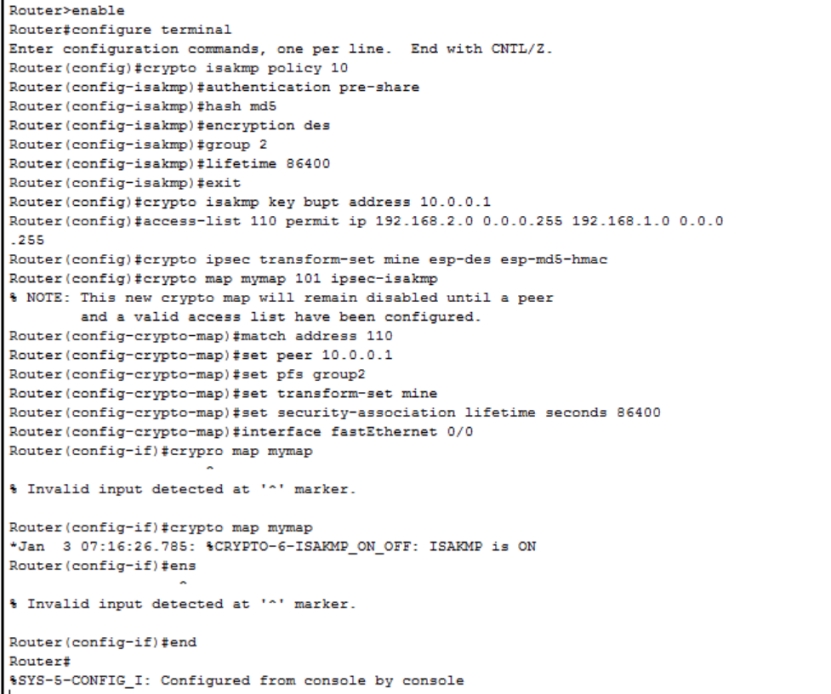 Router>enable
Router#configure terminal
Enter configuration commands, one per line.  End with CNTL/Z.
Router(config)#crypto isakmp policy 10
Router(config-isakmp)#authentication pre-share
Router(config-isakmp)#hash md5
Router(config-isakmp)#encryption des
Router(config-isakmp)#group 2
Router(config-isakmp)#lifetime 86400
Router(config-isakmp)#exit
Router(config)#crypto isakmp key bupt address 10.0.0.1
Router(config)#access-list 110 permit ip 192.168.2.0 0.0.0.255 192.168.1.0 0.0.0
.255
Router(config)#crypto ipsec transform-set mine esp-des esp-md5-hmac
Router(config)#crypto map mymap 101 ipsec-isakmp
% NOTE: This new crypto map will remain disabled until a peer
        and a valid access list have been configured.
Router(config-crypto-map)#match address 110
Router(config-crypto-map)#set peer 10.0.0.1
Router(config-crypto-map)#set pfs group2
Router(config-crypto-map)#set transform-set mine
Router(config-crypto-map)#set security-association lifetime seconds 86400
Router(config-crypto-map)#interface fastEthernet 0/0
Router(config-if)#crypro map mymap
                     ^
% Invalid input detected at '^' marker.

Router(config-if)#crypto map mymap
*Jan  3 07:16:26.785: %CRYPTO-6-ISAKMP_ON_OFF: ISAKMP is ON
Router(config-if)#ens
                    ^
% Invalid input detected at '^' marker.

Router(config-if)#end
Router#
%SYS-5-CONFIG_I: Configured from console by console